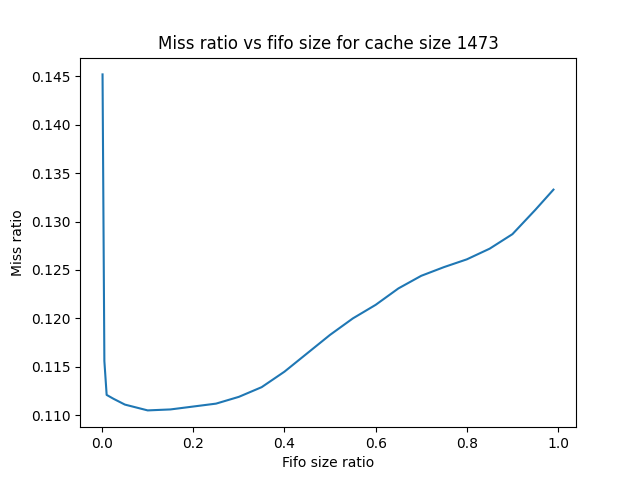 Miss ratio vs fifo size for cache size 1473
0.145
0.140
0.135
0.130
0.125
0.120
0.115
0.110
Miss ratio
0.0 0.2 0.4 0.6 0.8 1.0
Fifo size ratio